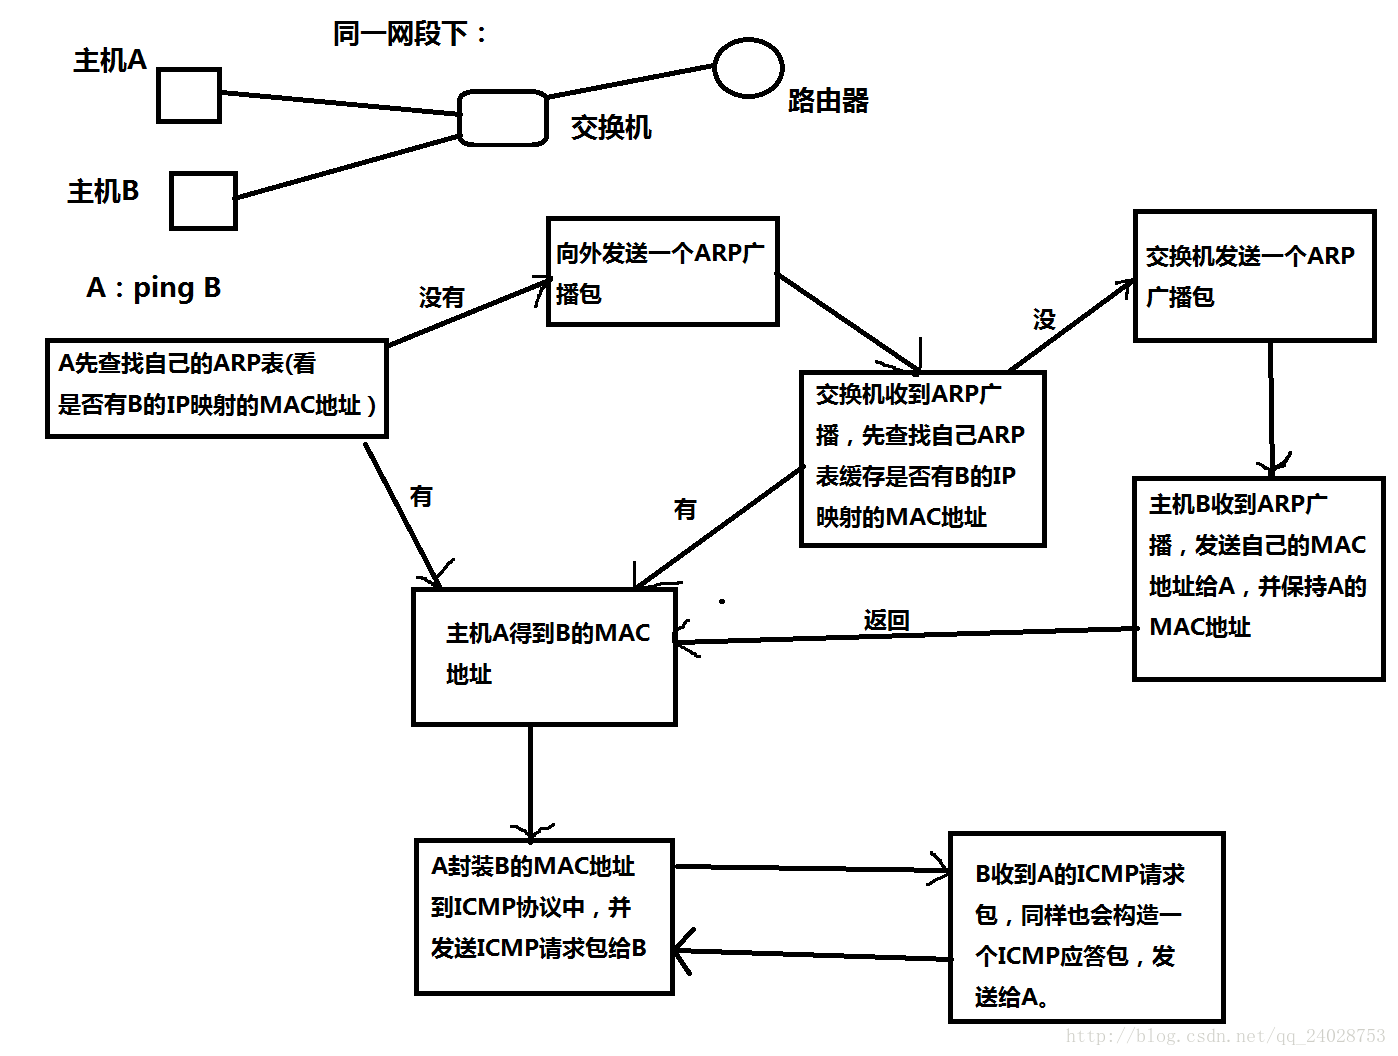 同一网段下：
主机A
路由器
交换机
主机B
A：ping B
没有
向外发送一个ARP广
播包
没
交换机发送一个ARP
广播包
A先查找自己的ARP表(看
是否有B的IP映射的MAC地址）
交换机收到ARP广
播，先查找自己ARP
表缓存是否有B的IP
映射的MAC地址
有
有
主机B收到ARP广
播，发送自己的MAC
地址给A，并保持A的
MAC地址
返回
主机A得到B的MAC
地址
A封装B的MAC地址
到ICMP协议中，并
发送ICMP请求包给B
B收到A的ICMP请求
包，同样也会构造一
个ICMP应答包，发
送给A。
http://blog.csdn.net/qq_24028753